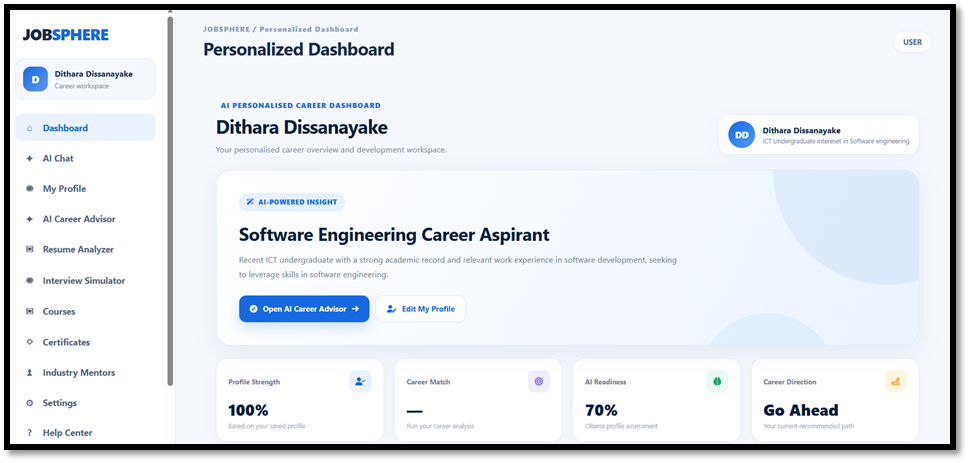 JOBSPHERE
D
Dithara Dissanayake
Career workspace
Dashboard
AI Chat
My Profile
AI Career Advisor
Resume Analyzer
Interview Simulator
Courses
Certificates
Industry Mentors
Settings
? Help Center
JOBSPHERE / Personalized Dashboard
Personalized Dashboard
USER
AI PERSONALISED CAREER DASHBOARD
Dithara Dissanayake
Your personalised career overview and development workspace.
DD
Dithara Dissanayake
ICT Undergraduate intereset in Software engineering
AI-POWERED INSIGHT
Software Engineering Career Aspirant
Recent ICT undergraduate with a strong academic record and relevant work experience in software development, seeking
to leverage skills in software engineering.
Open AI Career Advisor →
Edit My Profile
Profile Strength
100%
Based on your saved profile
Career Match
—
Run your career analysis
AI Readiness
70%
Ollama profile assessment
Career Direction
Go Ahead
Your current recommended path